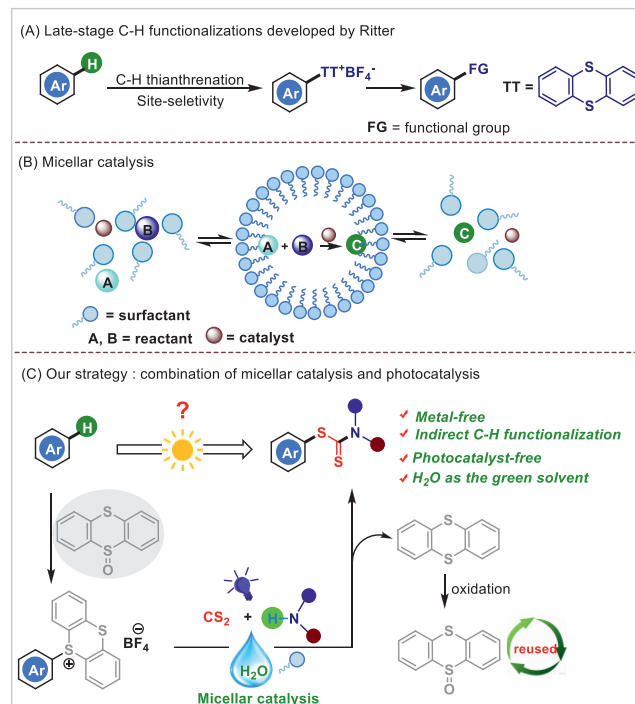 (A) Late-stage C-H functionalizations developed by Ritter
H
Ar
C-H thianthrenation
Site-seletivity
TT+BF4-
Ar
FG
Ar
TT =
S
S
FG = functional group
(B) Micellar catalysis
B
A
A + B
C
C
= surfactant
A, B = reactant
= catalyst
(C) Our strategy : combination of micellar catalysis and photocatalysis
H
Ar
?
Ar
S
N
S
✓ Metal-free
✓ Indirect C-H functionalization
✓ Photocatalyst-free
✓ H2O as the green solvent
S
S
O
S
S
oxidation
S
S
⊕
Ar
BF4
⊖
CS2 + H-N
H2O
Micellar catalysis
S
S
O
reused